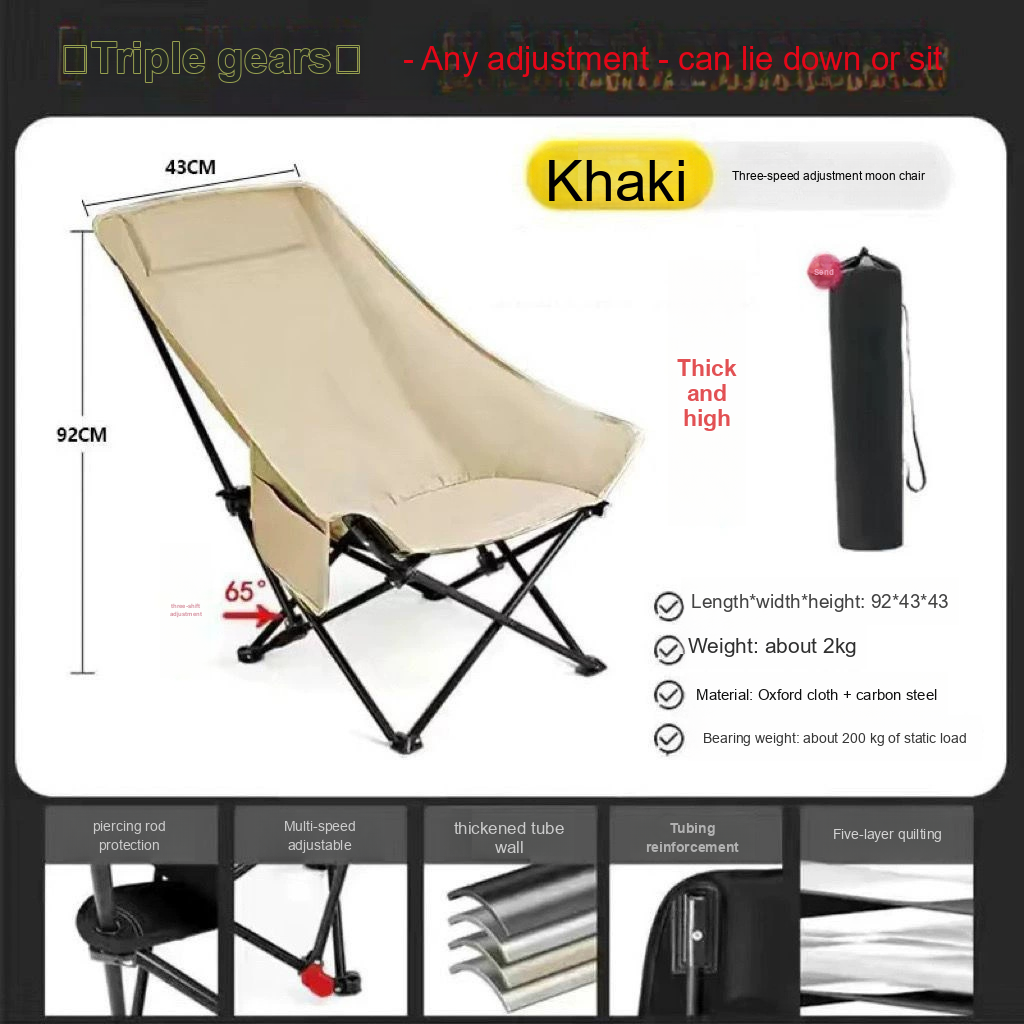 Triple gears
- Any adjustment - can lie down or sit
43CM
Khaki
Three-speed adjustment moon chair
Send
Thick
and
high
92CM
65°
three-shift
adjustment
Length*width*height: 92*43*43
Weight: about 2kg
Material: Oxford cloth + carbon steel
Bearing weight: about 200 kg of static load
piercing rod
protection
Multi-speed
adjustable
thickened tube
wall
Tubing
reinforcement
Five-layer quilting